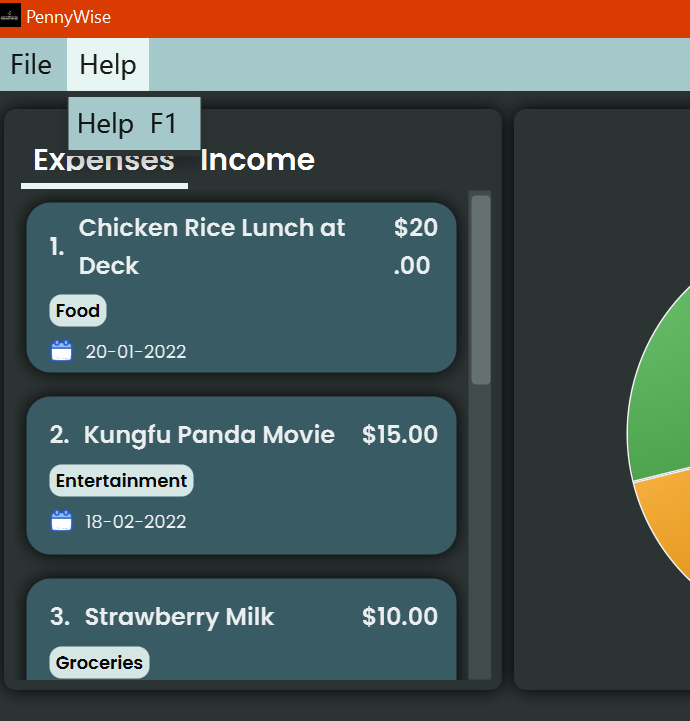 PennyWise
File Help
Help F1
Expenses Income
1. Chicken Rice Lunch at Deck $20.00
Food
20-01-2022
2. Kungfu Panda Movie $15.00
Entertainment
18-02-2022
3. Strawberry Milk $10.00
Groceries